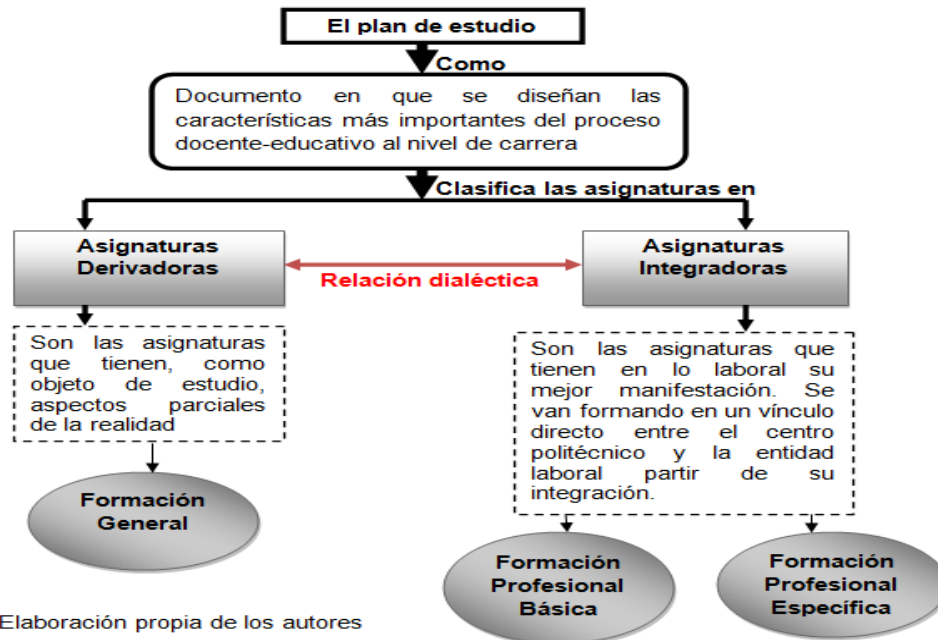 El plan de estudio
Como
Documento en que se diseñan las
características más importantes del proceso
docente-educativo al nivel de carrera
Clasifica las asignaturas en
Asignaturas
Derivadoras
Relación dialéctica
Asignaturas
Integradoras
Son las asignaturas
que tienen, como
objeto de estudio,
aspectos parciales
de la realidad
Son las asignaturas que
tienen en lo laboral su
mejor manifestación. Se
van formando en un vínculo
directo entre el centro
politécnico y la entidad
laboral partir de su
integración.
Formación
General
Formación
Profesional
Básica
Formación
Profesional
Específica
Elaboración propia de los autores